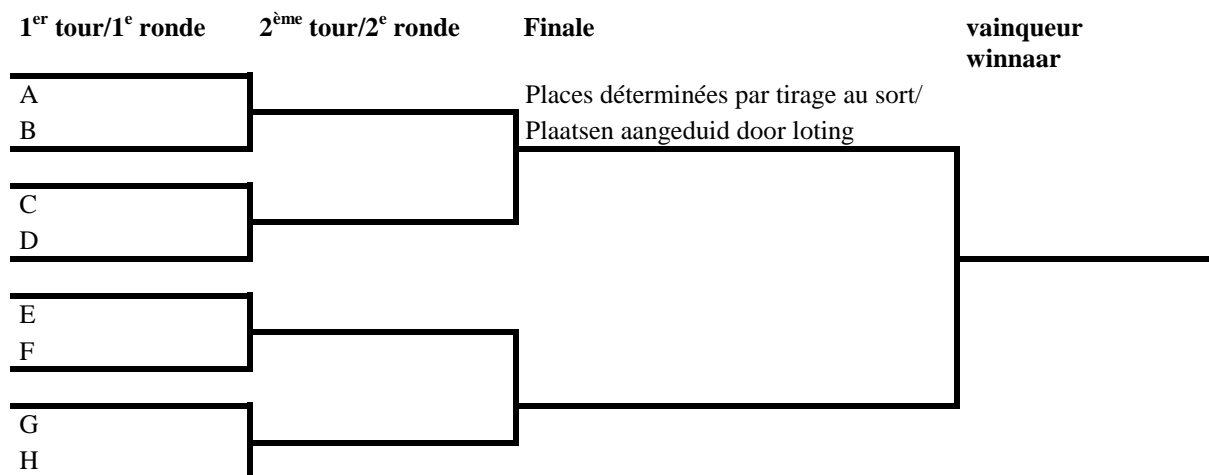 1er tour/1e ronde 2ème tour/2e ronde Finale vainqueur
winnaar
A Places déterminées par tirage au sort/
B Plaatsen aangeduid door loting
C
D
E
F
G
H